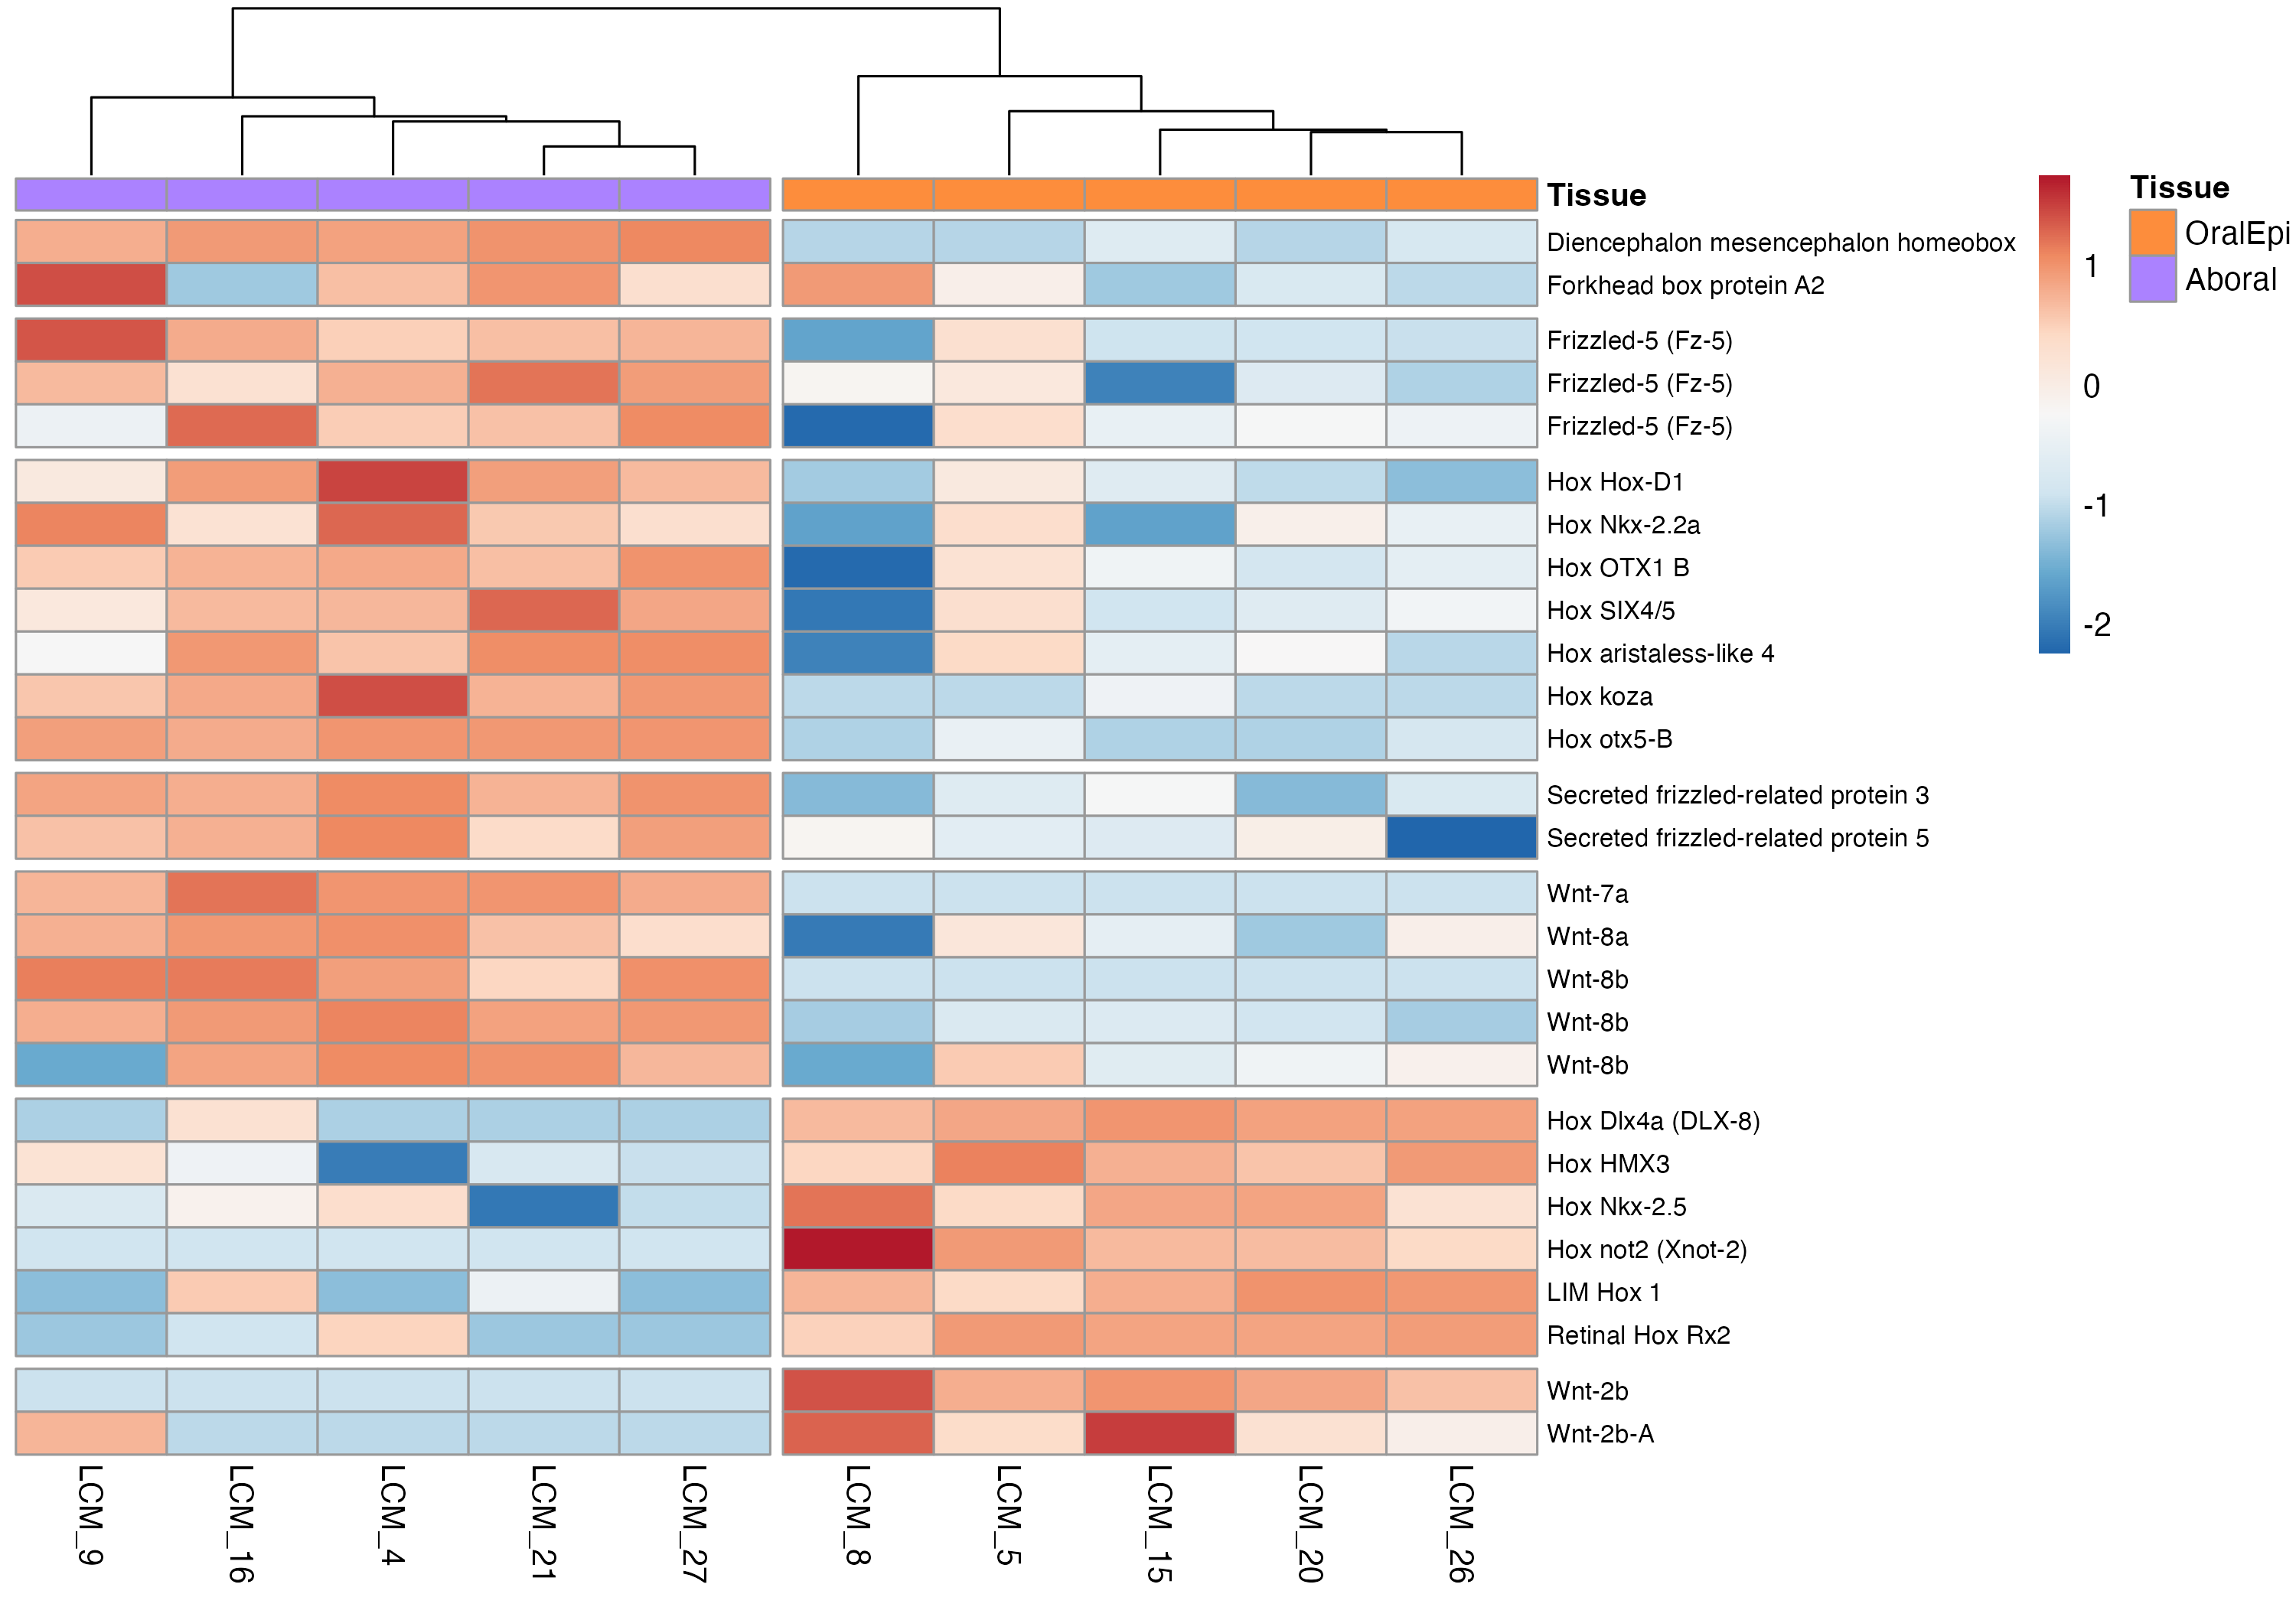 Tissue
Diencephalon mesencephalon homeobox
Forkhead box protein A2
Frizzled-5 (Fz-5)
Frizzled-5 (Fz-5)
Frizzled-5 (Fz-5)
Hox Hox-D1
Hox Nkx-2.2a
Hox OTX1 B
Hox SIX4/5
Hox aristaless-like 4
Hox koza
Hox otx5-B
Secreted frizzled-related protein 3
Secreted frizzled-related protein 5
Wnt-7a
Wnt-8a
Wnt-8b
Wnt-8b
Wnt-8b
Hox Dlx4a (DLX-8)
Hox HMX3
Hox Nkx-2.5
Hox not2 (Xnot-2)
LIM Hox 1
Retinal Hox Rx2
Wnt-2b
Wnt-2b-A
LCM_9
LCM_16
LCM_4
LCM_21
LCM_27
LCM_8
LCM_5
LCM_15
LCM_20
LCM_26
1
0
-1
-2
Tissue
OralEpi
Aboral